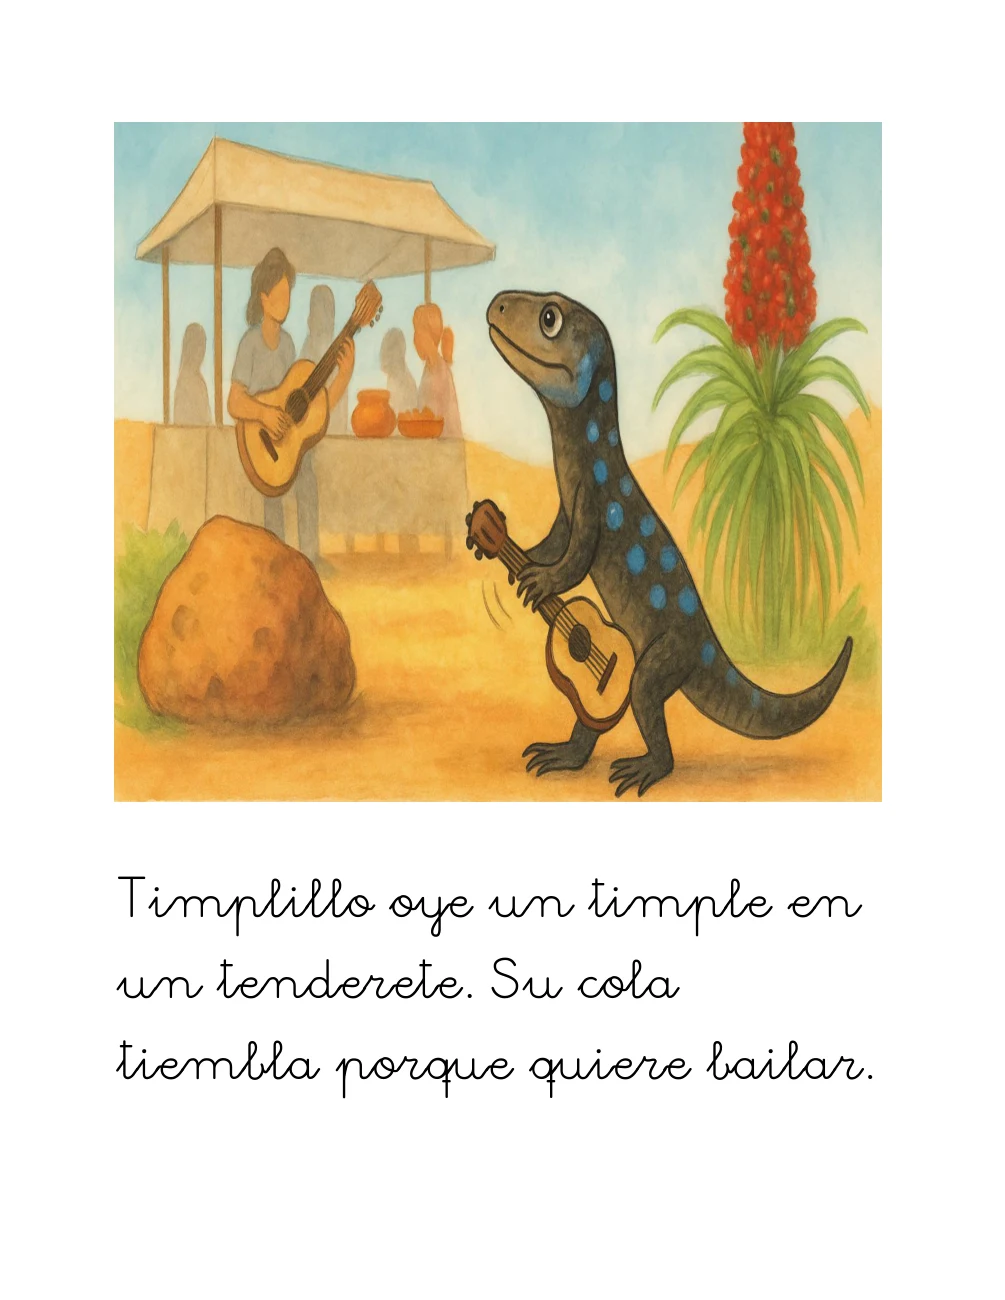 Timplillo oye un timple en
un tenderete. Su cola
tiembla porque quiere bailar.